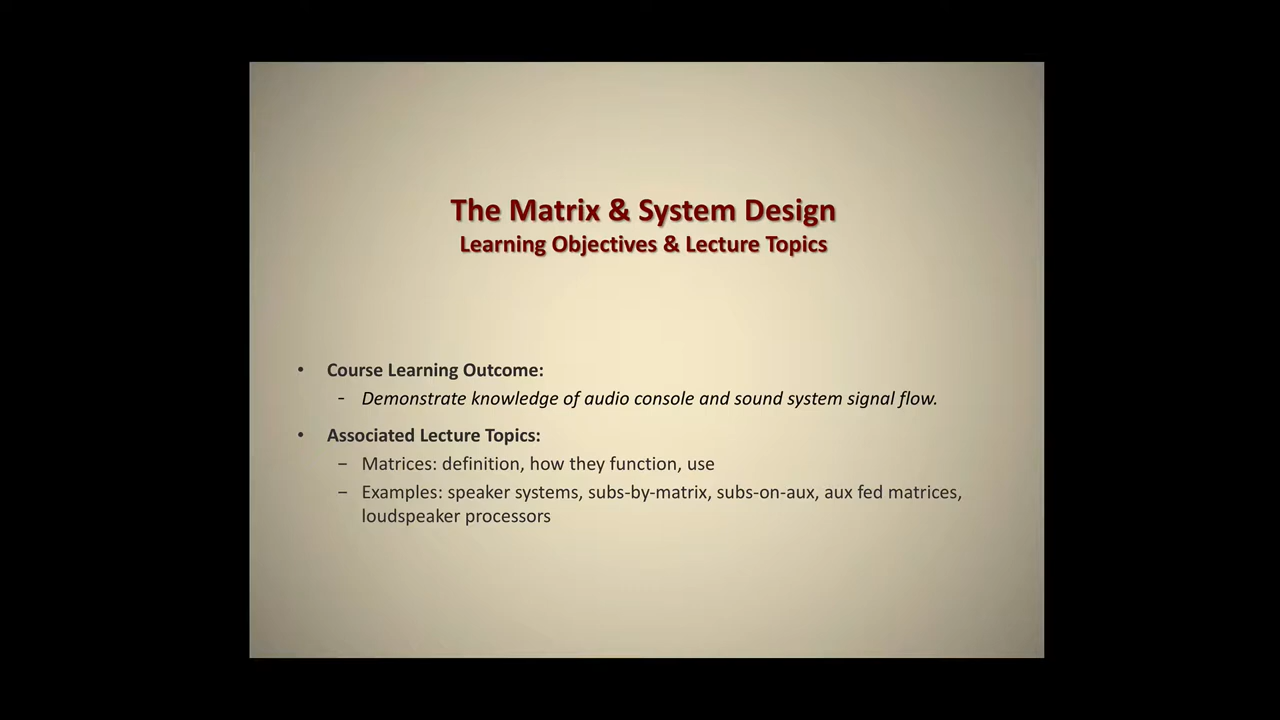 The Matrix & System Design
Learning Objectives & Lecture Topics
• Course Learning Outcome:
- Demonstrate knowledge of audio console and sound system signal flow.
• Associated Lecture Topics:
– Matrices: definition, how they function, use
– Examples: speaker systems, subs-by-matrix, subs-on-aux, aux fed matrices,
loudspeaker processors